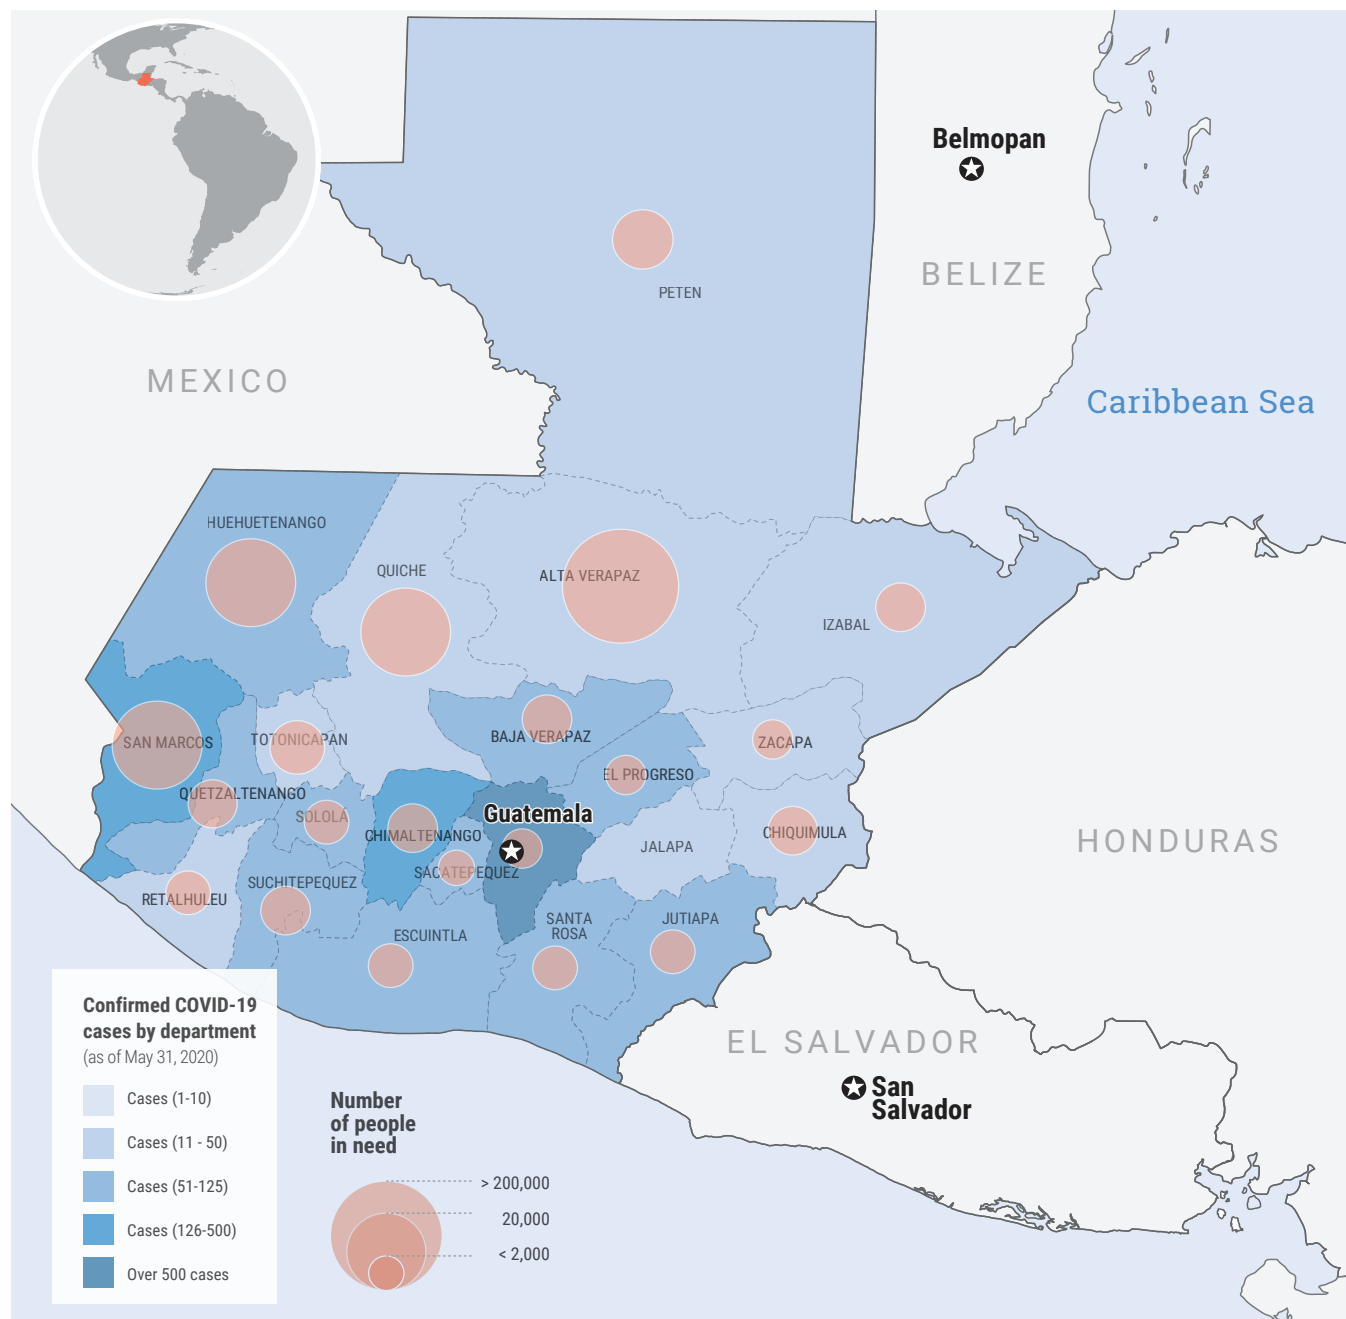 Belmopan
BELIZE
PETEN
MEXICO
Caribbean Sea
HUEHUETENANGO
QUICHE
ALTA VERAPAZ
IZABAL
SAN MARCOS
TOTONICAPAN
BAJA VERAPAZ
ZACAPA
EL PROGRESO
QUETZALTENANGO
SOLOLÁ
Guatemala
CHIMALTENANGO
CHIQUIMULA
HONDURAS
JALAPA
SACATEPEQUEZ
SUCHITEPEQUEZ
RETALHULEU
SANTA
ROSA
JUTIAPA
ESCUINTLA
EL SALVADOR
San
Salvador
Confirmed COVID-19
cases by department
(as of May 31, 2020)
Cases (1-10)
Cases (11 - 50)
Cases (51-125)
Cases (126-500)
Over 500 cases
Number
of people
in need
> 200,000
20,000
< 2,000